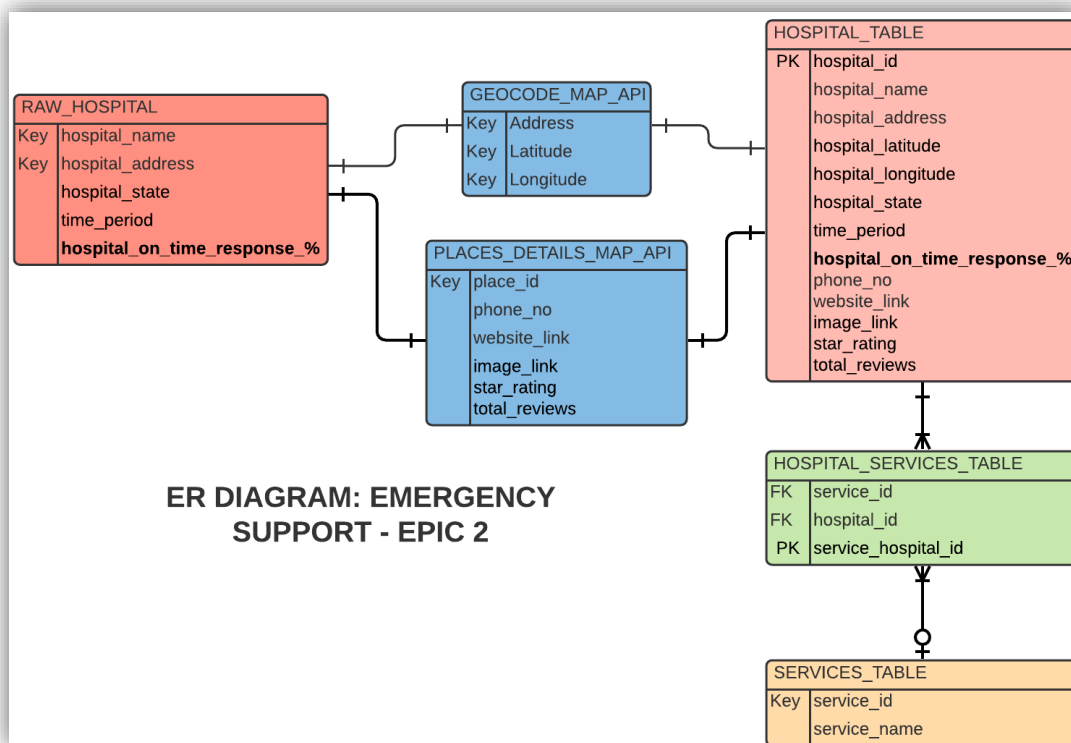 RAW_HOSPITAL
Key hospital_name
Key hospital_address
hospital_state
time_period
hospital_on_time_response_%
GEOCODE_MAP_API
Key Address
Key Latitude
Key Longitude
PLACES_DETAILS_MAP_API
Key place_id
phone_no
website_link
image_link
star_rating
total_reviews
HOSPITAL_TABLE
PK hospital_id
hospital_name
hospital_address
hospital_latitude
hospital_longitude
hospital_state
time_period
hospital_on_time_response_%
phone_no
website_link
image_link
star_rating
total_reviews
ER DIAGRAM: EMERGENCY
SUPPORT - EPIC 2
HOSPITAL_SERVICES_TABLE
FK service_id
FK hospital_id
PK service_hospital_id
SERVICES_TABLE
Key service_id
service_name